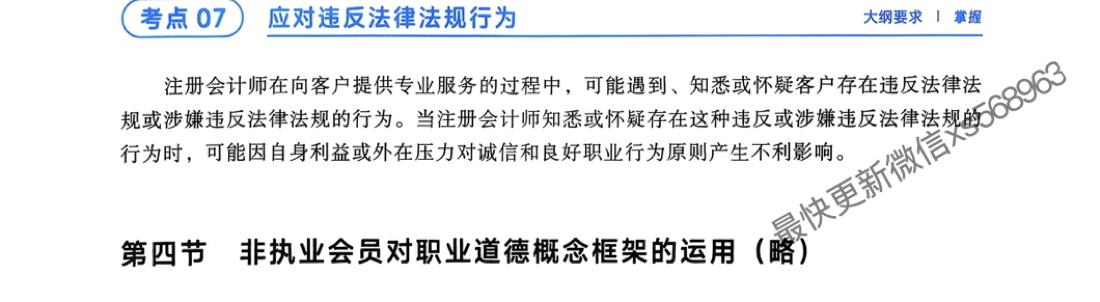 考点 07 应对违反法律法规行为 大纲要求 | 掌握
注册会计师在向客户提供专业服务的过程中，可能遇到、知悉或怀疑客户存在违反法律法
规或涉嫌违反法律法规的行为。当注册会计师知悉或怀疑存在这种违反或涉嫌违反法律法规的
行为时，可能因自身利益或外在压力对诚信和良好职业行为原则产生不利影响。
最快更新微信xs568963
第四节 非执业会员对职业道德概念框架的运用（略）